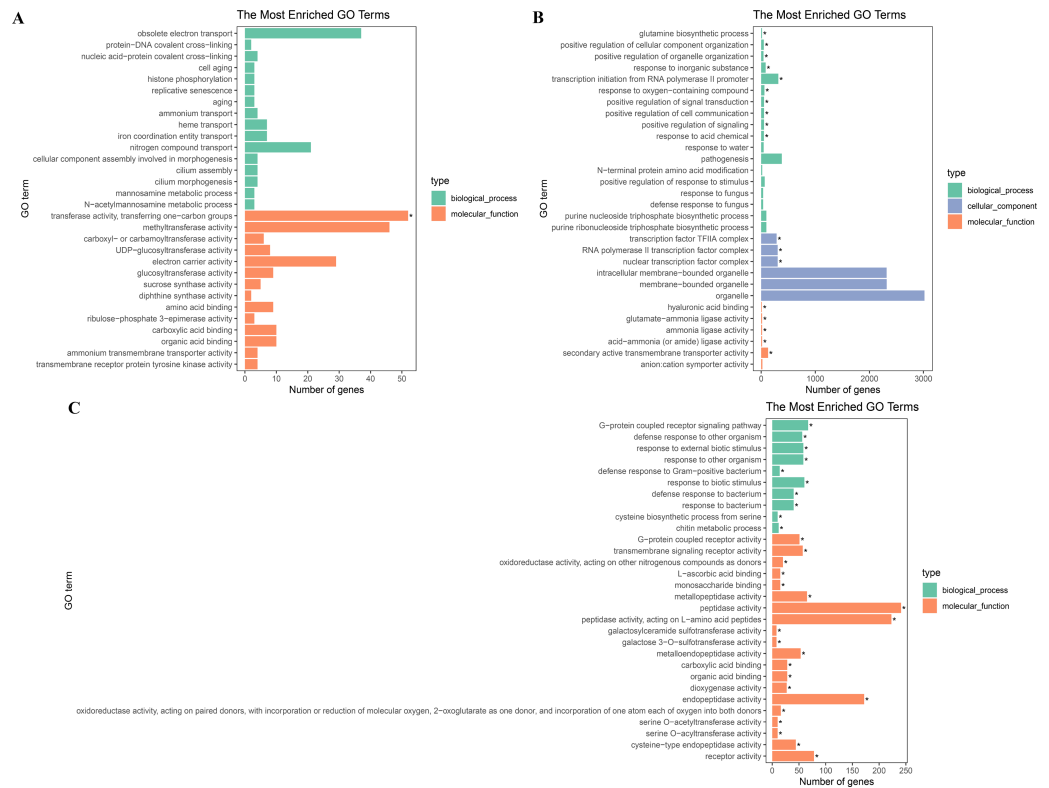 A
The Most Enriched GO Terms
GO term
obsolete electron transport
protein−DNA covalent cross−linking
nucleic acid−protein covalent cross−linking
cell aging
histone phosphorylation
replicative senescence
aging
ammonium transport
heme transport
iron coordination entity transport
nitrogen compound transport
cellular component assembly involved in morphogenesis
cilium assembly
cilium morphogenesis
mannosamine metabolic process
N−acetylmannosamine metabolic process
transferase activity, transferring one−carbon groups *
methyltransferase activity
carboxyl− or carbamoyltransferase activity
UDP−glucosyltransferase activity
electron carrier activity
glucosyltransferase activity
sucrose synthase activity
diphthine synthase activity
amino acid binding
ribulose−phosphate 3−epimerase activity
carboxylic acid binding
organic acid binding
ammonium transmembrane transporter activity
transmembrane receptor protein tyrosine kinase activity
0 10 20 30 40 50
Number of genes
type
biological_process
molecular_function
B
The Most Enriched GO Terms
GO term
glutamine biosynthetic process *
positive regulation of cellular component organization *
positive regulation of organelle organization *
response to inorganic substance *
transcription initiation from RNA polymerase II promoter *
response to oxygen−containing compound *
positive regulation of signal transduction *
positive regulation of cell communication *
positive regulation of signaling *
response to acid chemical *
response to water
pathogenesis
N−terminal protein amino acid modification
positive regulation of response to stimulus
response to fungus
defense response to fungus
purine nucleoside triphosphate biosynthetic process
purine ribonucleoside triphosphate biosynthetic process
transcription factor TFIIA complex *
RNA polymerase II transcription factor complex *
nuclear transcription factor complex *
intracellular membrane−bounded organelle
membrane−bounded organelle
organelle
hyaluronic acid binding *
glutamate−ammonia ligase activity *
ammonia ligase activity *
acid−ammonia (or amide) ligase activity *
secondary active transmembrane transporter activity *
anion:cation symporter activity
0 1000 2000 3000
Number of genes
type
biological_process
cellular_component
molecular_function
C
The Most Enriched GO Terms
GO term
G−protein coupled receptor signaling pathway *
defense response to other organism *
response to external biotic stimulus *
response to other organism *
defense response to Gram−positive bacterium *
response to biotic stimulus *
defense response to bacterium *
response to bacterium *
cysteine biosynthetic process from serine *
chitin metabolic process *
G−protein coupled receptor activity *
transmembrane signaling receptor activity *
oxidoreductase activity, acting on other nitrogenous compounds as donors *
L−ascorbic acid binding *
monosaccharide binding *
metallopeptidase activity *
peptidase activity *
peptidase activity, acting on L−amino acid peptides *
galactosylceramide sulfotransferase activity *
galactose 3−O−sulfotransferase activity *
metalloendopeptidase activity *
carboxylic acid binding *
organic acid binding *
dioxygenase activity *
endopeptidase activity *
oxidoreductase activity, acting on paired donors, with incorporation or reduction of molecular oxygen, 2−oxoglutarate as one donor, and incorporation of one atom each of oxygen into both donors *
serine O−acetyltransferase activity *
serine O−acyltransferase activity *
cysteine−type endopeptidase activity *
receptor activity *
0 50 100 150 200 250
Number of genes
type
biological_process
molecular_function